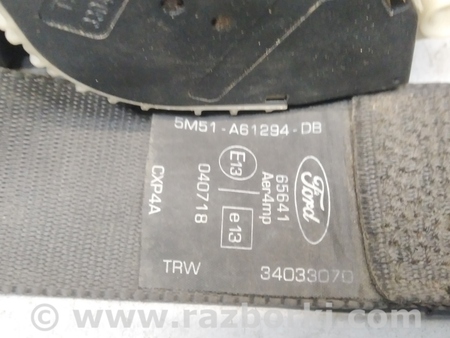 5M51-A61294-DB
E13
e13
65641
Aer4mp
040718
CXP4A
Ford
TRW
34033070
www.razborki.com